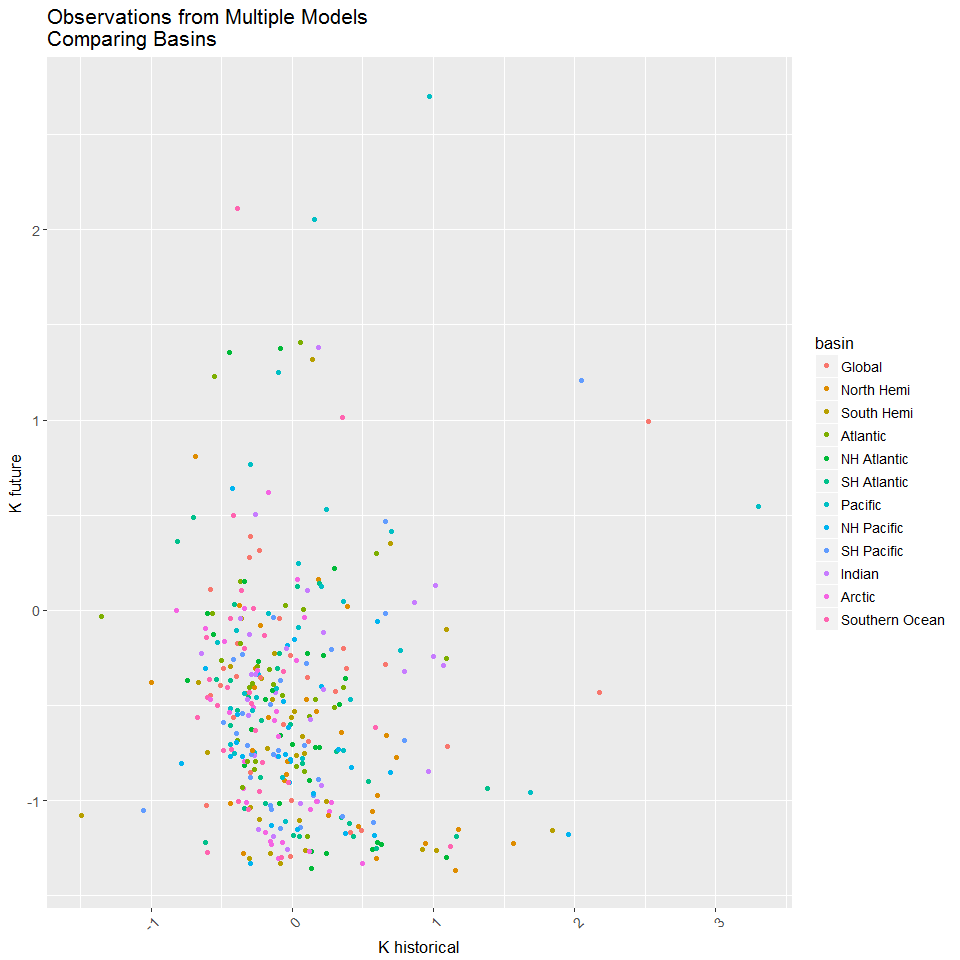 Observations from Multiple Models
Comparing Basins
K future
2
1
0
-1
-1
0
1
2
3
K historical
basin
Global
North Hemi
South Hemi
Atlantic
NH Atlantic
SH Atlantic
Pacific
NH Pacific
SH Pacific
Indian
Arctic
Southern Ocean